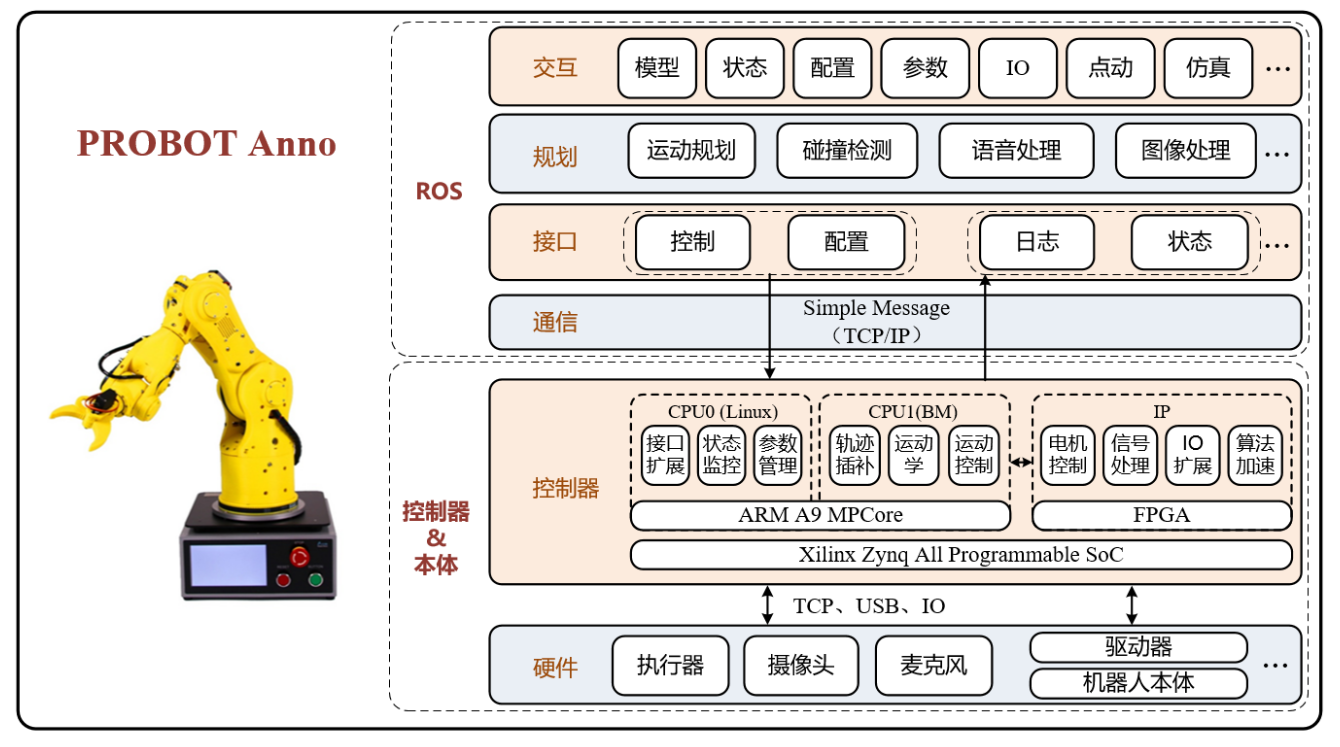 PROBOT Anno
ROS
交互
模型
状态
配置
参数
IO
点动
仿真
...
规划
运动规划
碰撞检测
语音处理
图像处理
...
接口
控制
配置
日志
状态
...
通信
Simple Message
（TCP/IP）
控制器
&
本体
控制器
CPU0 (Linux)
接口
扩展
状态
监控
参数
管理
CPU1(BM)
轨迹
插补
运动
学
运动
控制
IP
电机
控制
信号
处理
IO
扩展
算法
加速
ARM A9 MPCore
FPGA
Xilinx Zynq All Programmable SoC
TCP、USB、IO
硬件
执行器
摄像头
麦克风
驱动器
机器人本体
...